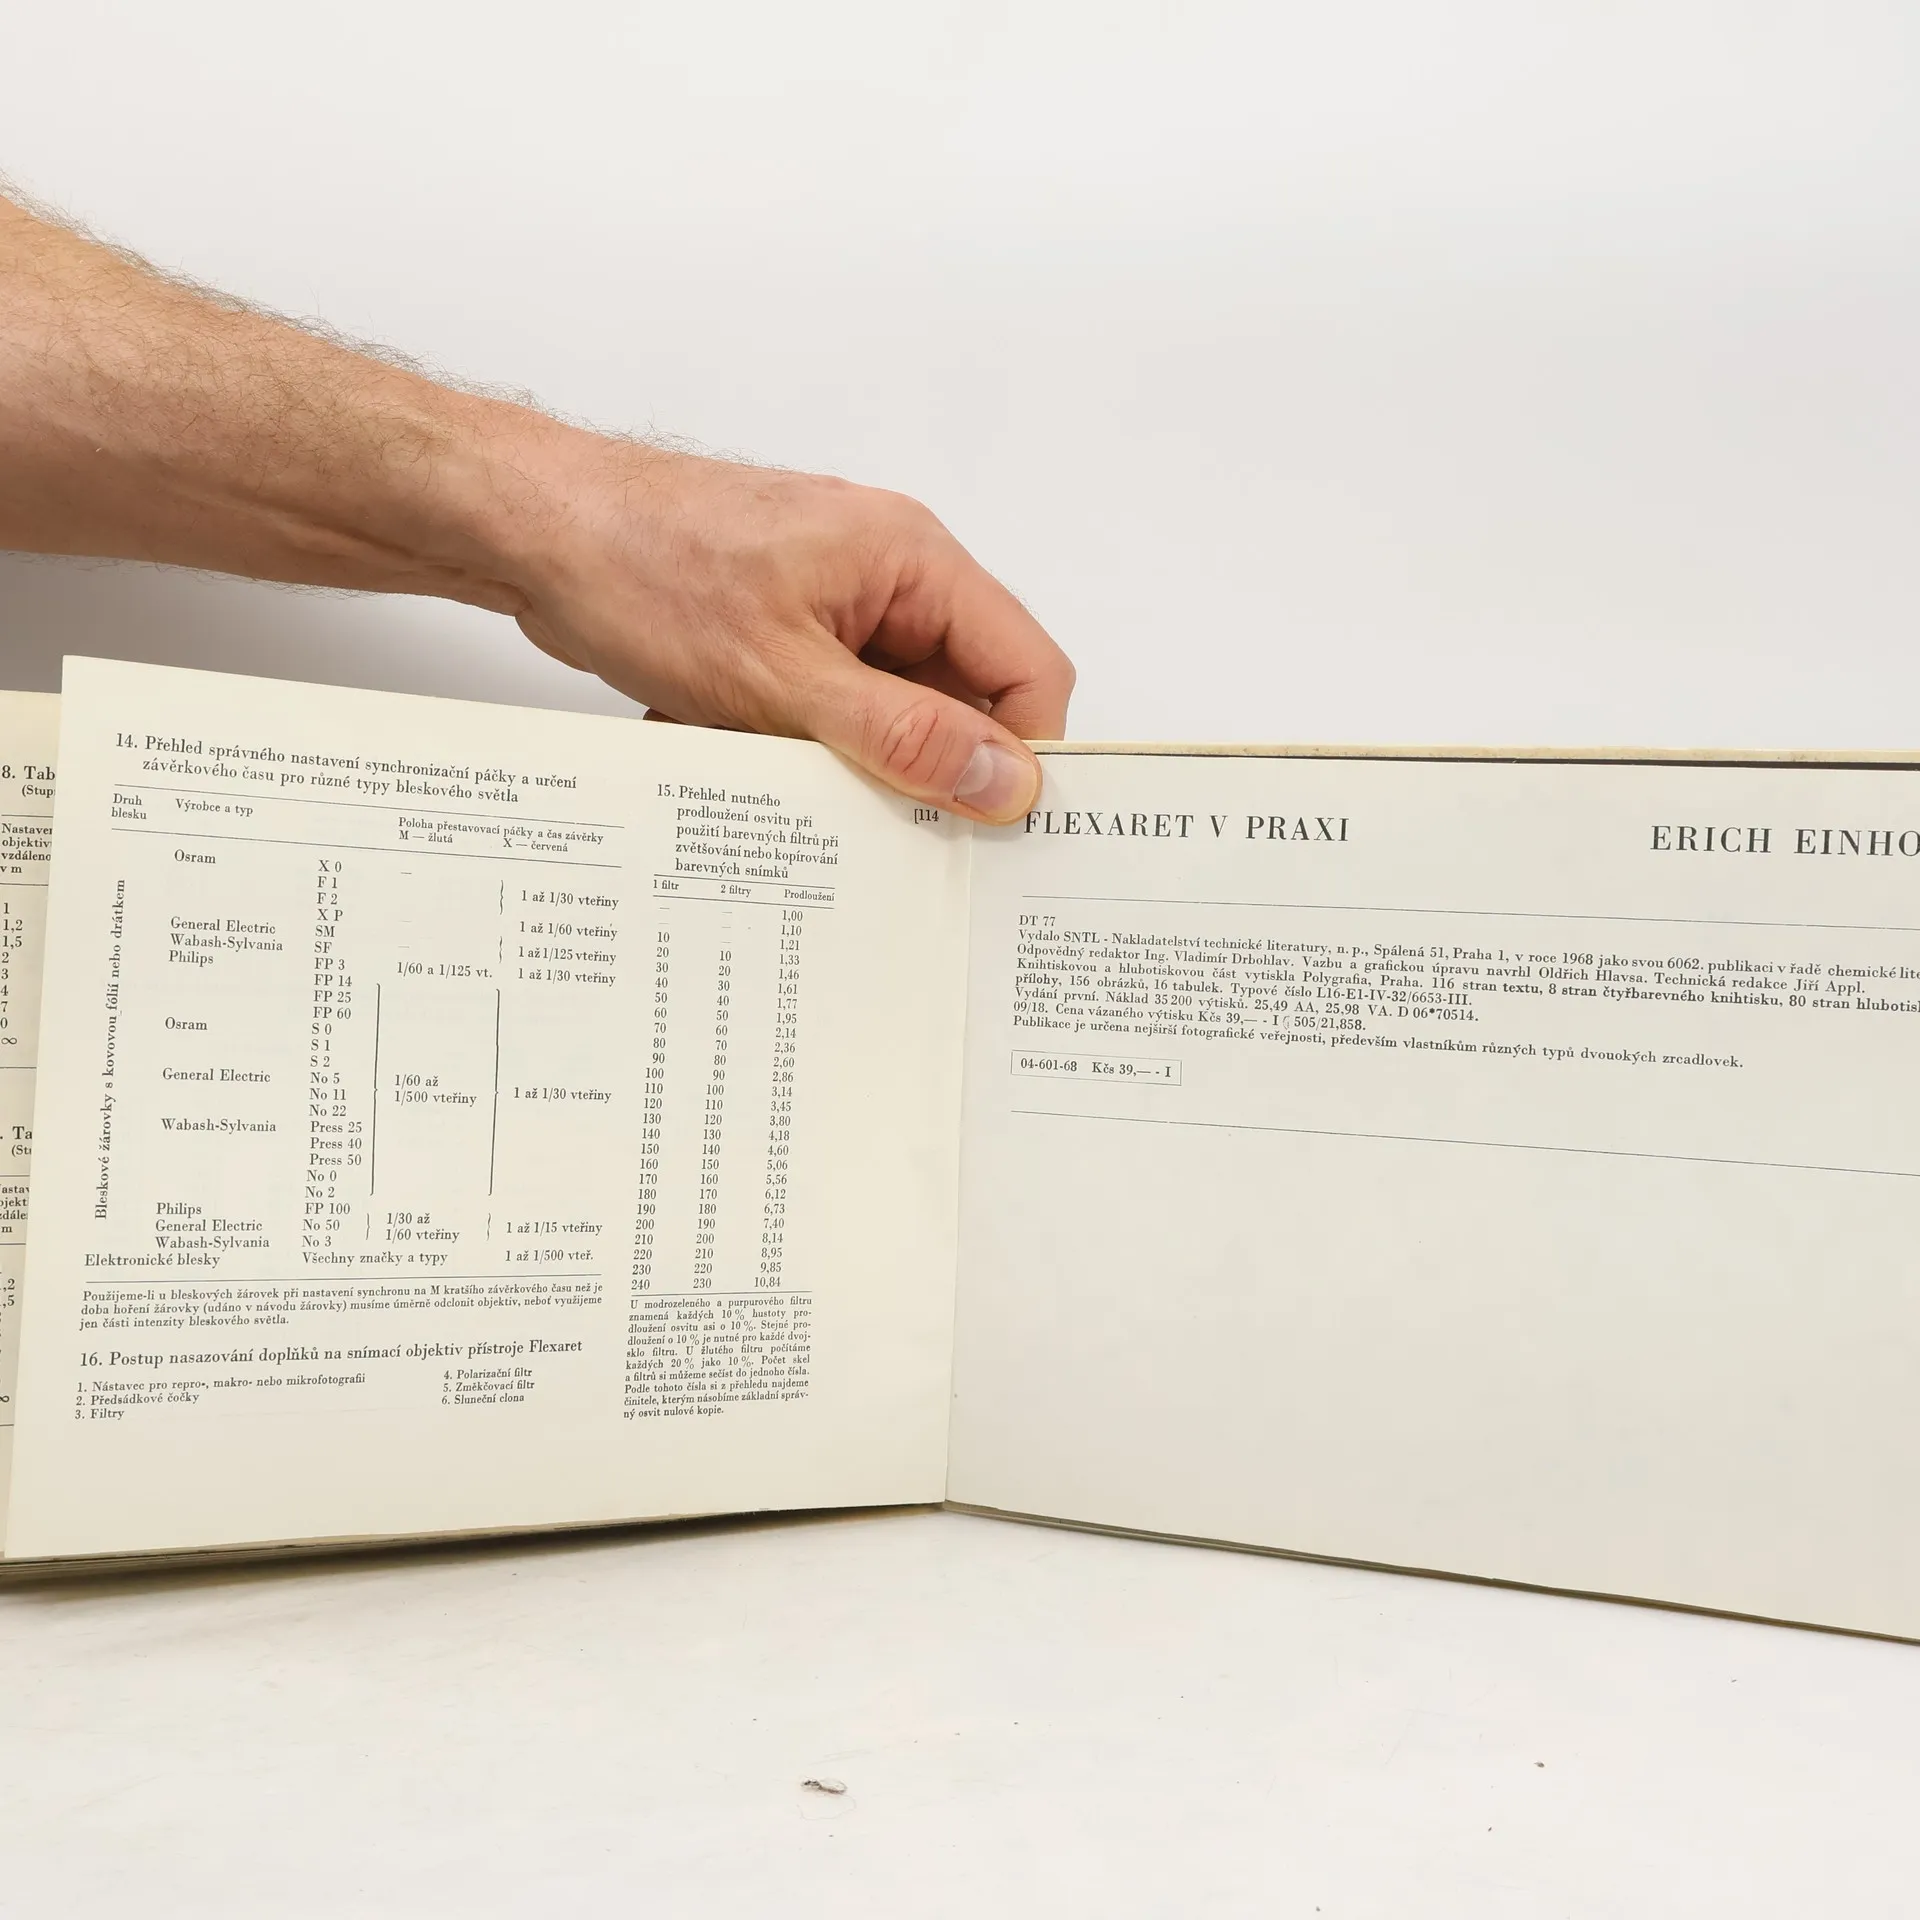 8. Tab
(Stup
Nastaven
objektiv
vzdáleno
v m
1
1,2
1,5
2
3
4
7
0
∞
. Ta
14. Přehled správného nastavení synchronizační páčky a určení
závěrkového času pro různé typy bleskového světla
Druh
blesku
Výrobce a typ
Poloha přestavovací páčky a čas závěrky
M — žlutá X — červená
Bleskové žárovky s kovovou fólií nebo drátkem
Osram X 0 —
F 1
F 2 1 až 1/30 vteřiny
X P
General Electric SM — 1 až 1/60 vteřiny
Wabash-Sylvania SF — 1 až 1/125 vteřiny
Philips FP 3 1/60 a 1/125 vt. 1 až 1/30 vteřiny
FP 14
FP 25
FP 60
Osram S 0
S 1
S 2
General Electric No 5 1/60 až
No 11 1/500 vteřiny 1 až 1/30 vteřiny
No 22
Wabash-Sylvania Press 25
Press 40
Press 50
No 0
No 2
Philips FP 100 1/30 až
General Electric No 50 1/60 vteřiny 1 až 1/15 vteřiny
Wabash-Sylvania No 3
Elektronické blesky Všechny značky a typy 1 až 1/500 vteř.
Použijeme-li u bleskových žárovek při nastavení synchronu na M kratšího závěrkového času než je
doba hoření žárovky (udáno v návodu žárovky) musíme úměrně odclonit objektiv, neboť využijeme
jen části intenzity bleskového světla.
16. Postup nasazování doplňků na snímací objektiv přístroje Flexaret
1. Nástavec pro repro-, makro- nebo mikrofotografii
2. Předsádkové čočky
3. Filtry
4. Polarizační filtr
5. Změkčovací filtr
6. Sluneční clona
15. Přehled nutného
prodloužení osvitu při
použití barevných filtrů při
zvětšování nebo kopírování
barevných snímků
1 filtr 2 filtry Prodloužení
— — 1,00
— — 1,10
10 — 1,21
20 10 1,33
30 20 1,46
40 30 1,61
50 40 1,77
60 50 1,95
70 60 2,14
80 70 2,36
90 80 2,60
100 90 2,86
110 100 3,14
120 110 3,45
130 120 3,80
140 130 4,18
150 140 4,60
160 150 5,06
170 160 5,56
180 170 6,12
190 180 6,73
200 190 7,40
210 200 8,14
220 210 8,95
230 220 9,85
240 230 10,84
U modrozeleného a purpurového filtru
znamená každých 10 % hustoty pro-
dloužení osvitu asi o 10 %. Stejné pro-
dloužení o 10 % je nutné pro každé dvoj-
sklo filtru. U žlutého filtru počítáme
každých 20 % jako 10 %. Počet skel
a filtrů si můžeme sečíst do jednoho čísla.
Podle tohoto čísla si z přehledu najdeme
činitele, kterým násobíme základní správ-
ný osvit nulové kopie.
[114
FLEXARET V PRAXI
ERICH EINHO
DT 77
Vydalo SNTL - Nakladatelství technické literatury, n. p., Spálená 51, Praha 1, v roce 1968 jako svou 6062. publikaci v řadě chemické lite
Odpovědný redaktor Ing. Vladimír Drbohlav. Vazbu a grafickou úpravu navrhl Oldřich Hlavsa. Technická redakce Jiří Appl.
Knihtiskovou a hlubotiskovou část vytiskla Polygrafia, Praha. 116 stran textu, 8 stran čtyřbarevného knihtisku, 80 stran hlubotisk
přílohy, 156 obrázků, 16 tabulek. Typové číslo L16-E1-IV-32/6653-III.
Vydání první. Náklad 35 200 výtisků. 25,49 AA, 25,98 VA. D 06*70514.
09/18. Cena vázaného výtisku Kčs 39,— - I § 505/21,858.
Publikace je určena nejširší fotografické veřejnosti, především vlastníkům různých typů dvouokých zrcadlovek.
04-601-68 Kčs 39,— - I